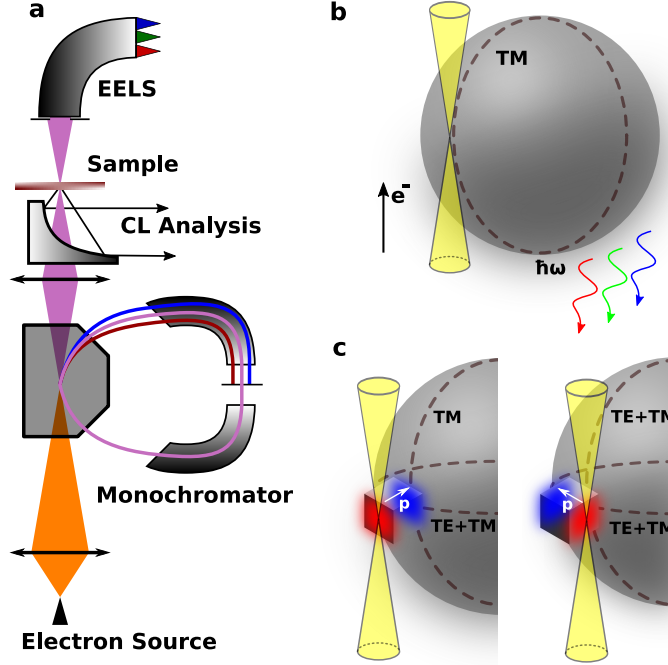 a
EELS
Sample
CL Analysis
Monochromator
Electron Source
b
TM
e⁻
ħω
c
TM
p
TE+TM
TE+TM
p
TE+TM